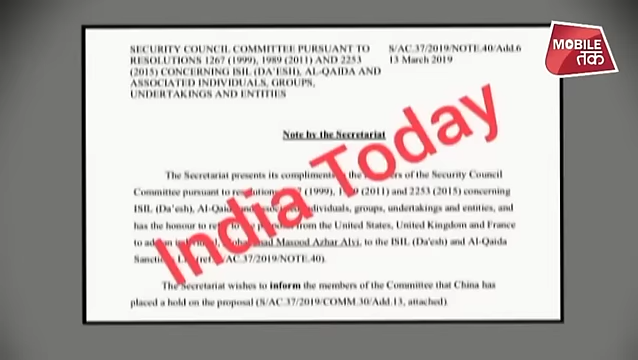 SECURITY COUNCIL COMMITTEE PURSUANT TO
RESOLUTIONS 1267 (1999), 1989 (2011) AND 2253
(2015) CONCERNING ISIL (DA'ESH), AL-QAIDA AND
ASSOCIATED INDIVIDUALS, GROUPS,
UNDERTAKINGS AND ENTITIES
S/AC.37/2019/NOTE.40/Add.6
13 March 2019
MOBILE
तक
Note by the Secretariat
The Secretariat presents its compliments the members of the Security Council
Committee pursuant to resolutions (1999), (2011) and 2253 (2015) concerning
ISIL (Da'esh), Al-Qaida and individuals, groups, undertakings and entities, and
has the honour to from the United States, United Kingdom and France
to Masood Azhar Alvi, to the ISIL (Da'esh) and Al-Qaida
AC.37/2019/NOTE.40).
The Secretariat wishes to inform the members of the Committee that China has
placed a hold on the proposal (S/AC.37/2019/COMM.30/Add.13, attached).
India Today